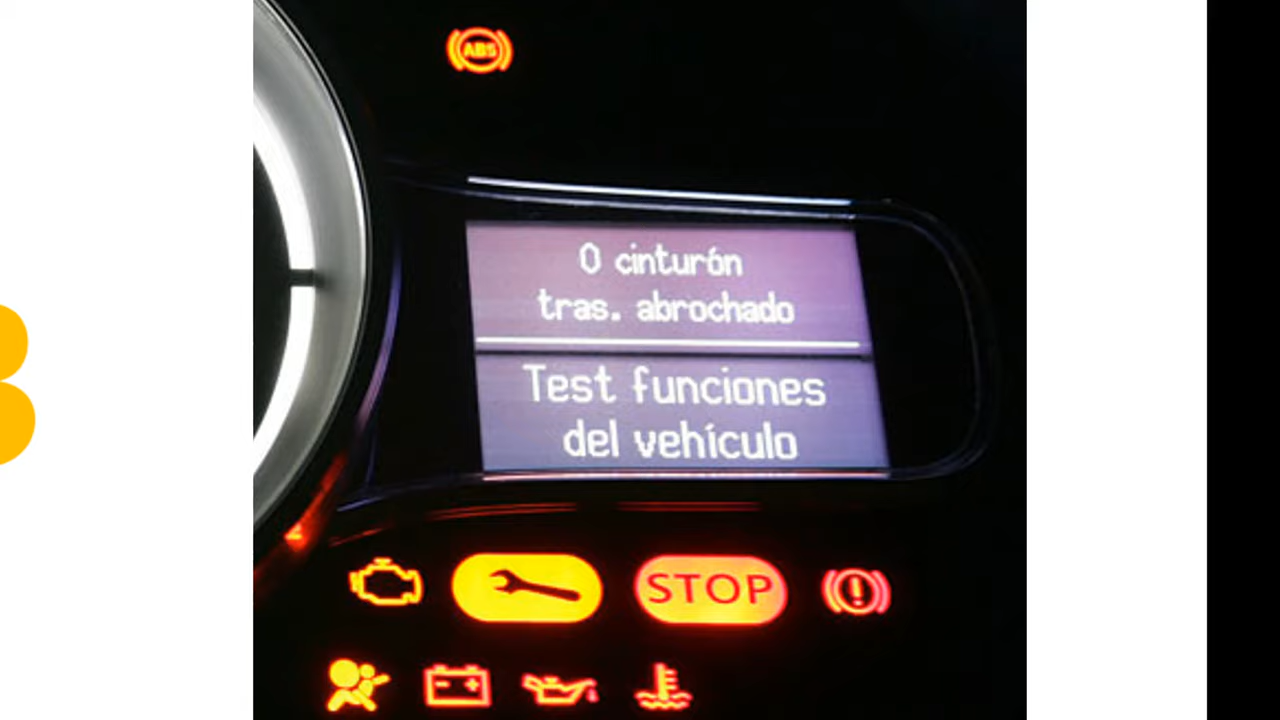 ABS
0 cinturón
tras. abrochado
Test funciones
del vehículo
STOP